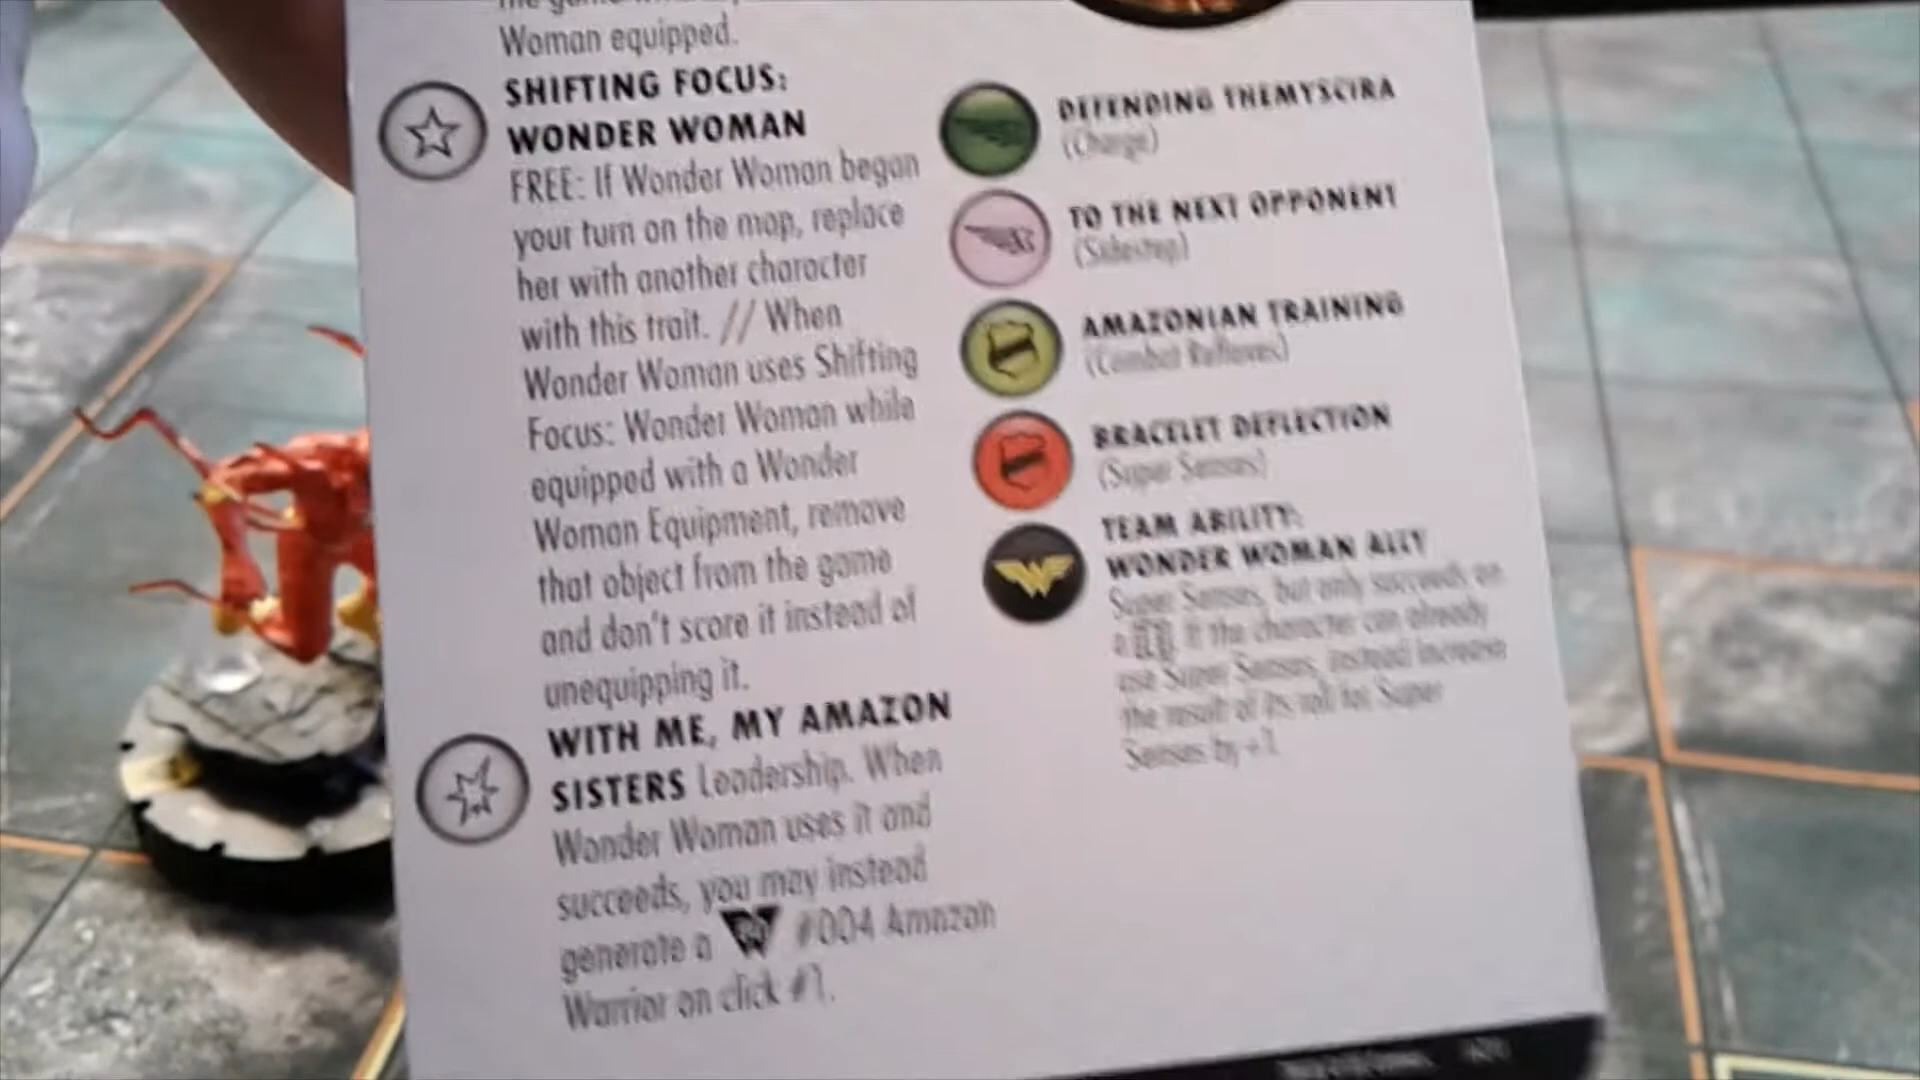 Woman equipped.
SHIFTING FOCUS:
WONDER WOMAN
FREE: If Wonder Woman began
your turn on the map, replace
her with another character
with this trait. // When
Wonder Woman uses Shifting
Focus: Wonder Woman while
equipped with a Wonder
Woman Equipment, remove
that object from the game
and don't score it instead of
unequipping it.
WITH ME, MY AMAZON
SISTERS Leadership. When
Wonder Woman uses it and
succeeds, you may instead
generate a #004 Amazon
Warrior on click #1.
DEFENDING THEMYSCIRA
(Charge)
TO THE NEXT OPPONENT
(Sidestep)
AMAZONIAN TRAINING
(Combat Reflexes)
BRACELET DEFLECTION
(Super Senses)
TEAM ABILITY:
WONDER WOMAN ALLY
Super Senses, but only succeeds on
a If the character can already
use Super Senses, instead increase
the result of its roll for Super
Senses by +1.